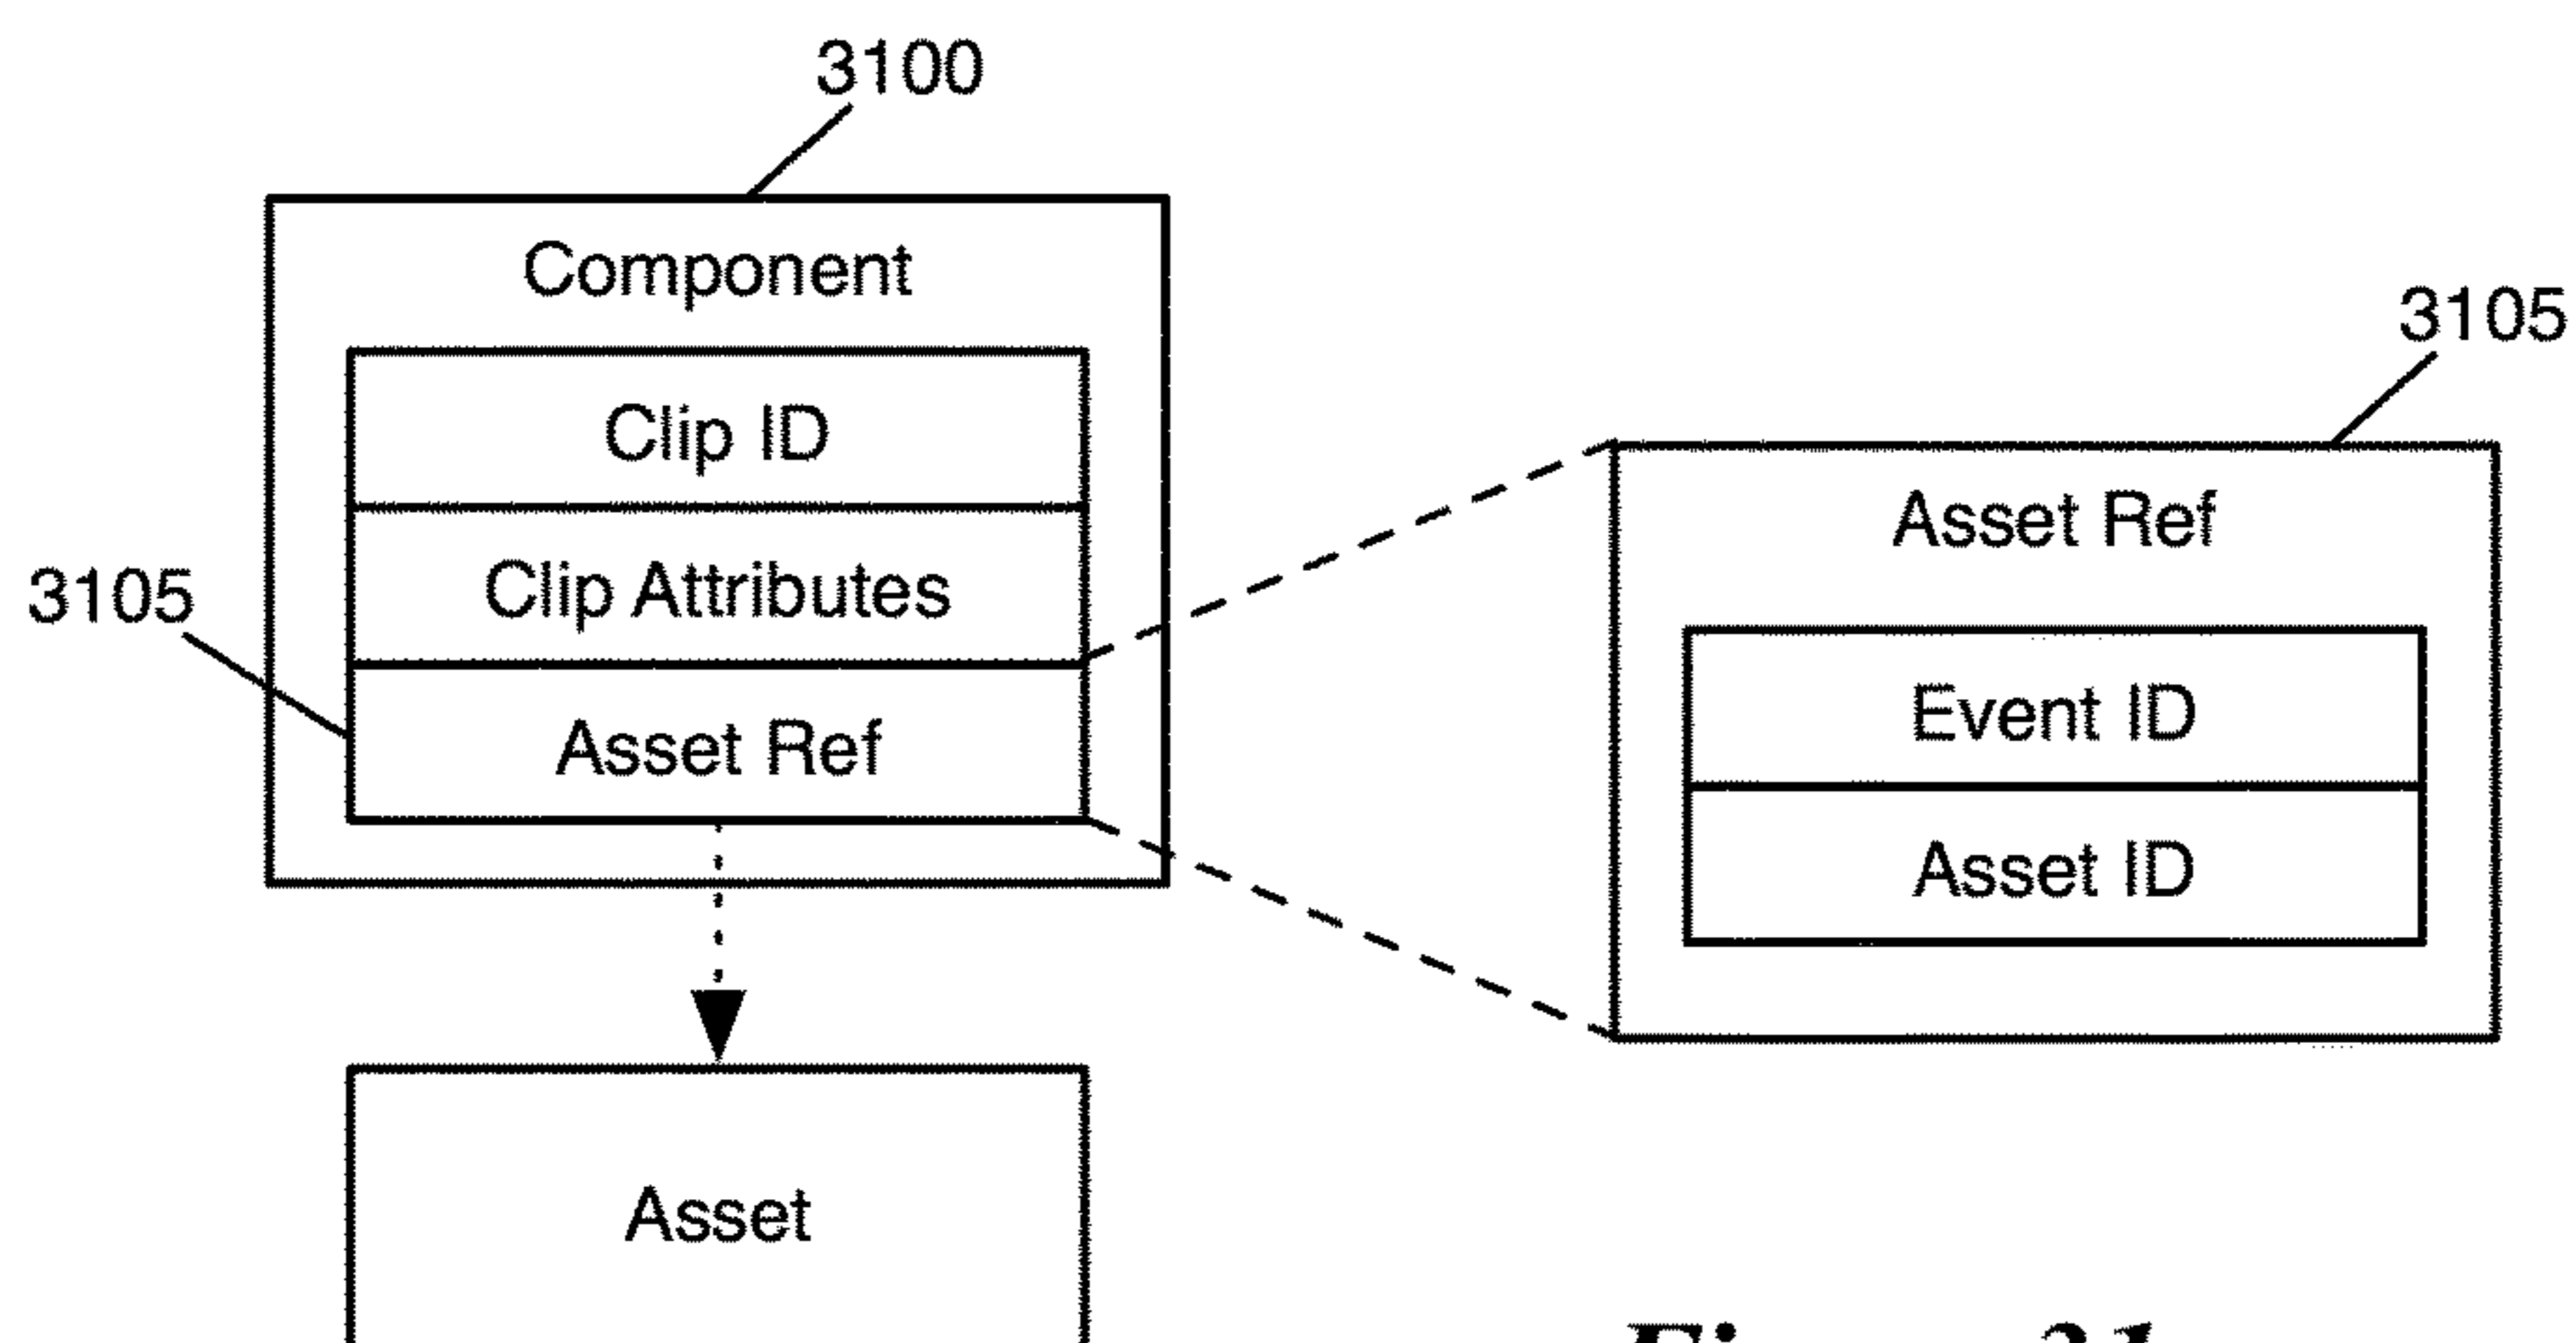 3100
Component
Clip ID
Clip Attributes
Asset Ref
3105
3105
Asset Ref
Event ID
Asset ID
Asset